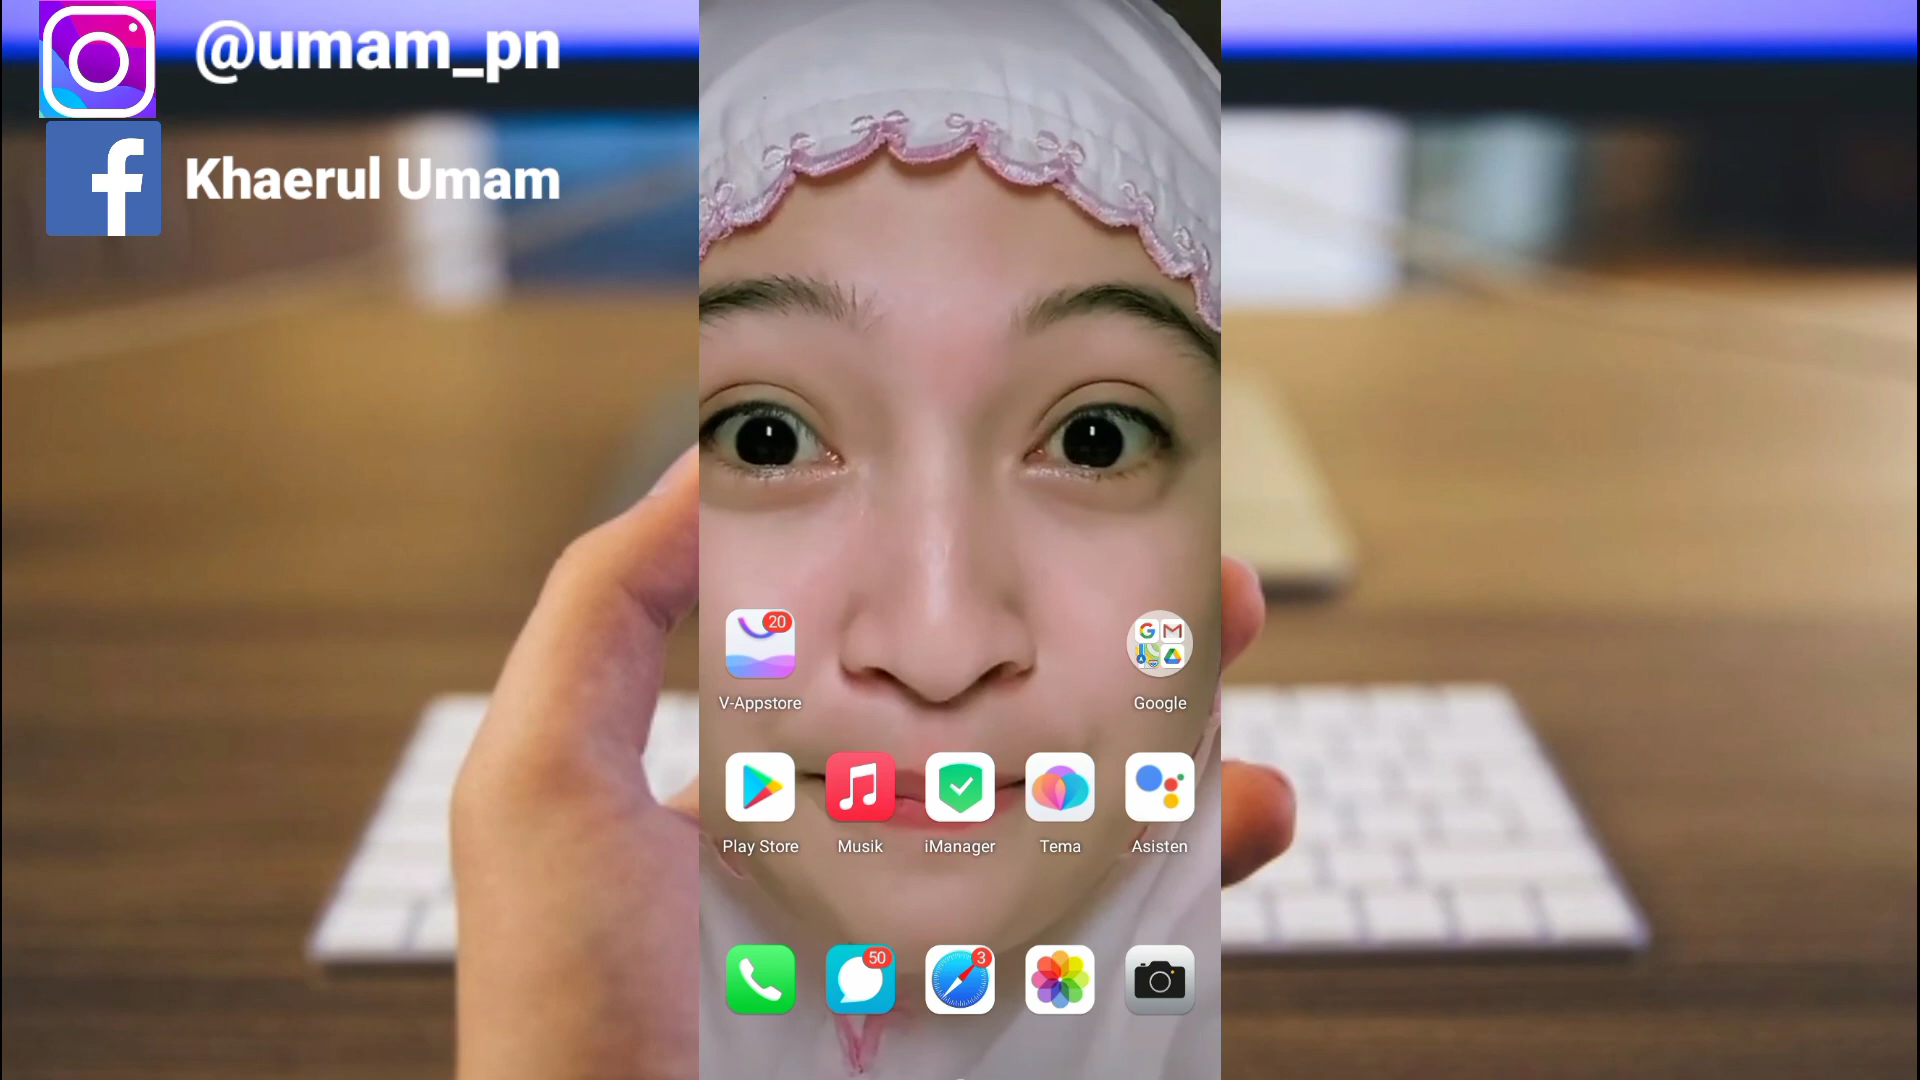 @umam_pn
Khaerul Umam
20
V-Appstore
Google
Play Store
Musik
iManager
Tema
Asisten
50
3